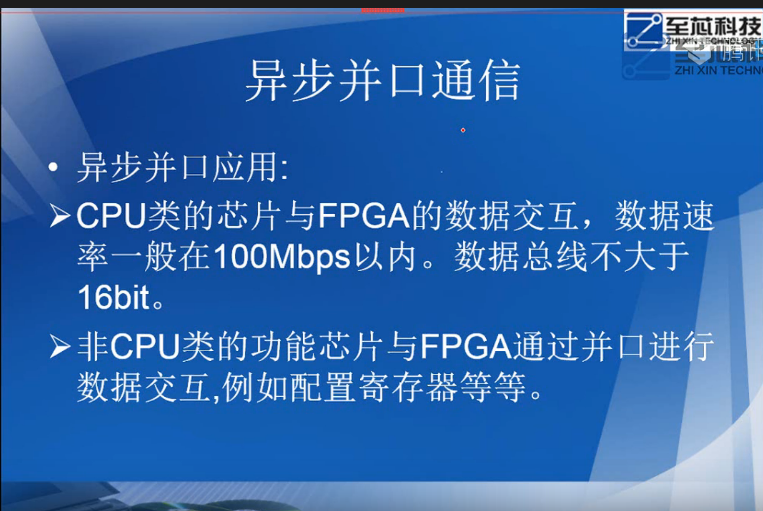 至芯科技
ZHI XIN TECHNOLOGY
ZHI XIN TECHNO
异步并口通信
• 异步并口应用:
➢CPU类的芯片与FPGA的数据交互，数据速
率一般在100Mbps以内。数据总线不大于
16bit。
➢非CPU类的功能芯片与FPGA通过并口进行
数据交互,例如配置寄存器等等。